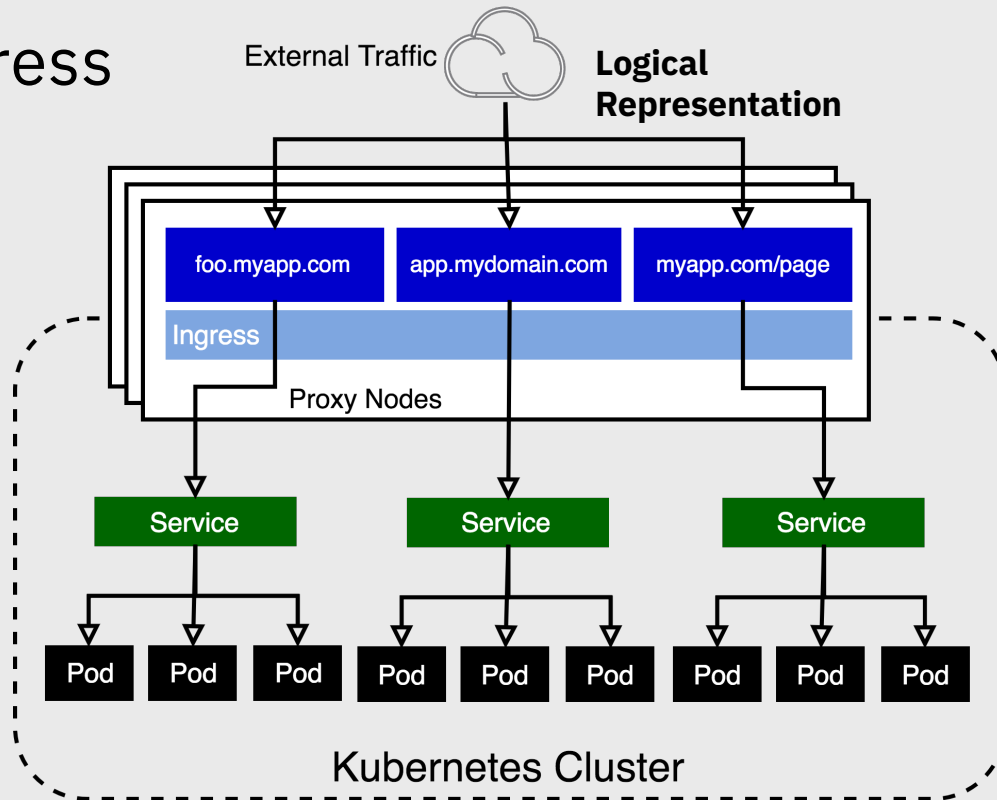 ress
External Traffic
Logical
Representation
foo.myapp.com
app.mydomain.com
myapp.com/page
Ingress
Proxy Nodes
Service
Service
Service
Pod
Pod
Pod
Pod
Pod
Pod
Pod
Pod
Pod
Kubernetes Cluster